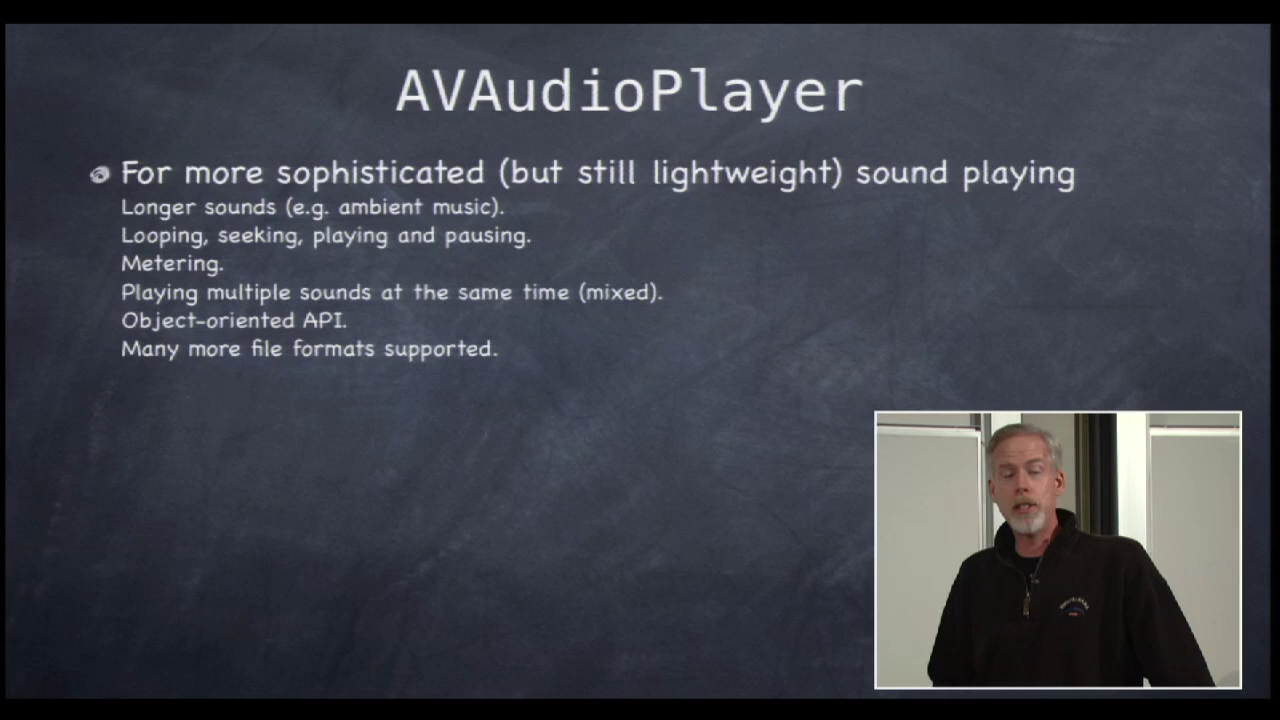 AVAudioPlayer
For more sophisticated (but still lightweight) sound playing
Longer sounds (e.g. ambient music).
Looping, seeking, playing and pausing.
Metering.
Playing multiple sounds at the same time (mixed).
Object-oriented API.
Many more file formats supported.